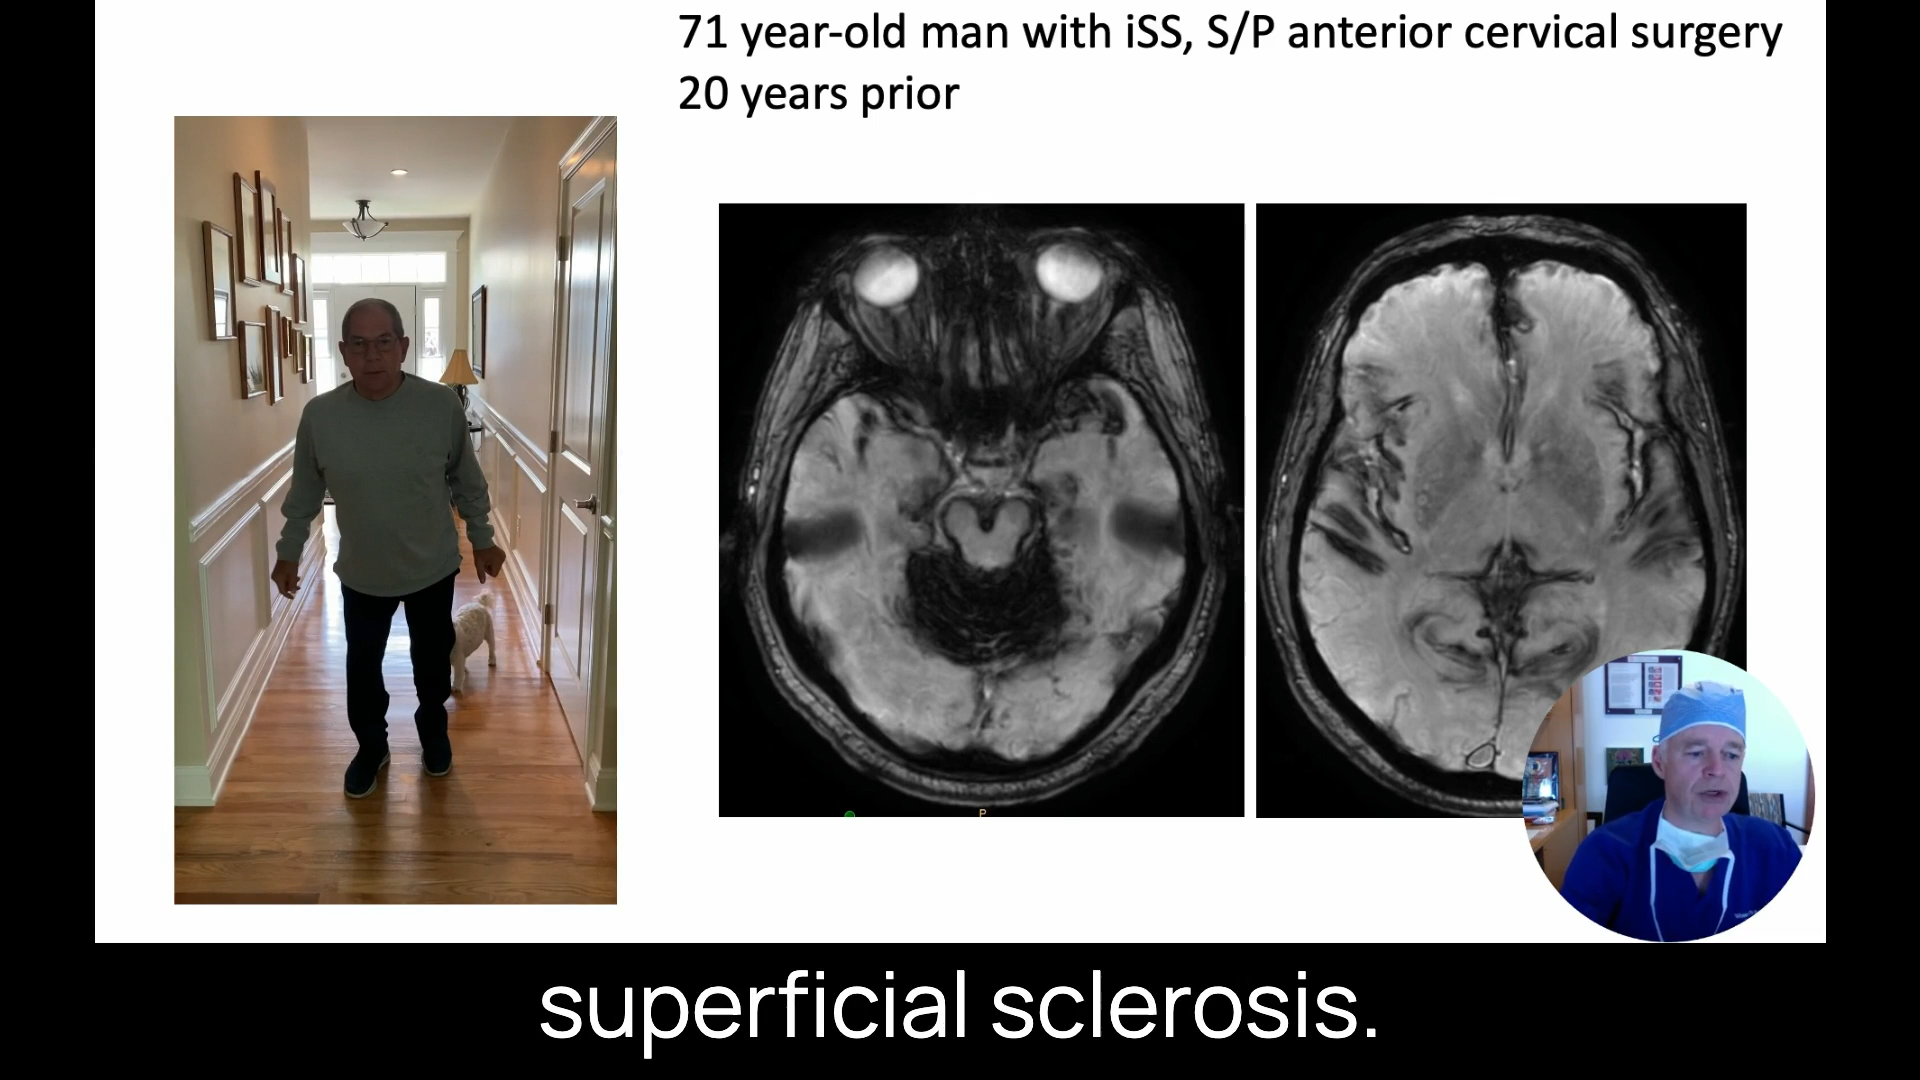 71 year-old man with iSS, S/P anterior cervical surgery
20 years prior
P
superficial sclerosis.